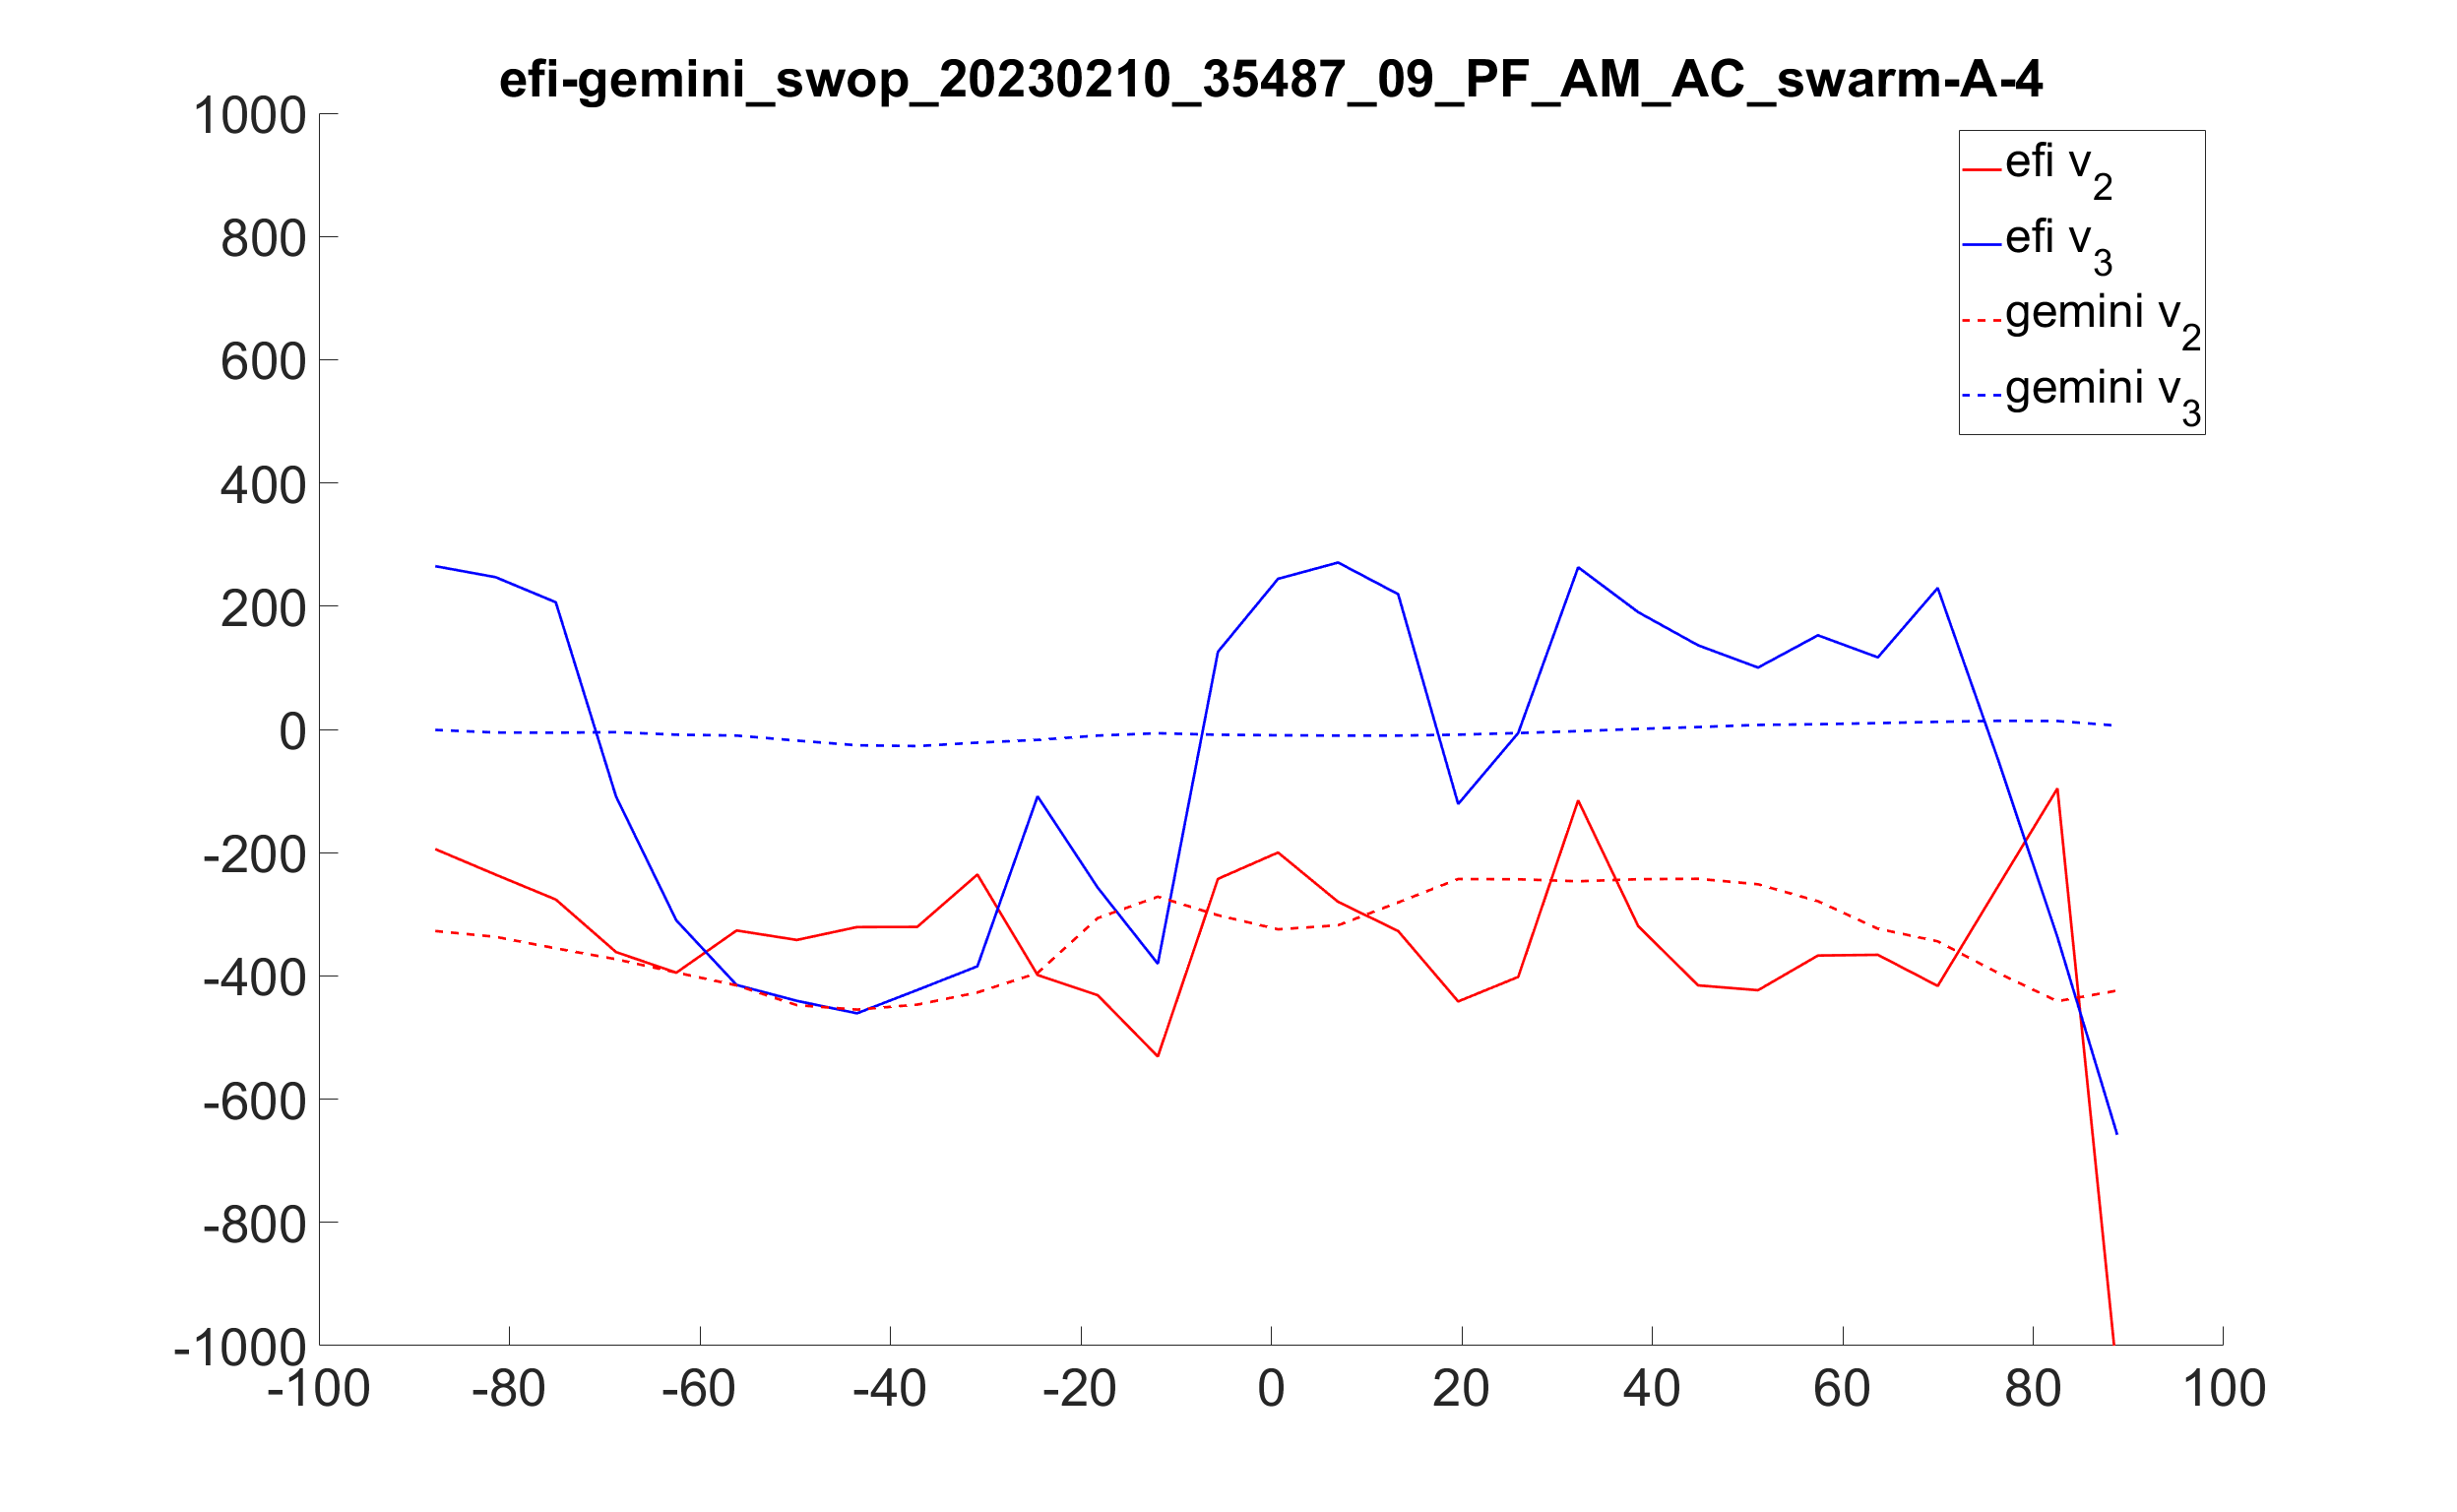 efi-gemini_swop_20230210_35487_09_PF_AM_AC_swarm-A-4
1000
800
600
400
200
0
-200
-400
-600
-800
-1000
efi v2
efi v3
gemini v2
gemini v3
-100 -80 -60 -40 -20 0 20 40 60 80 100